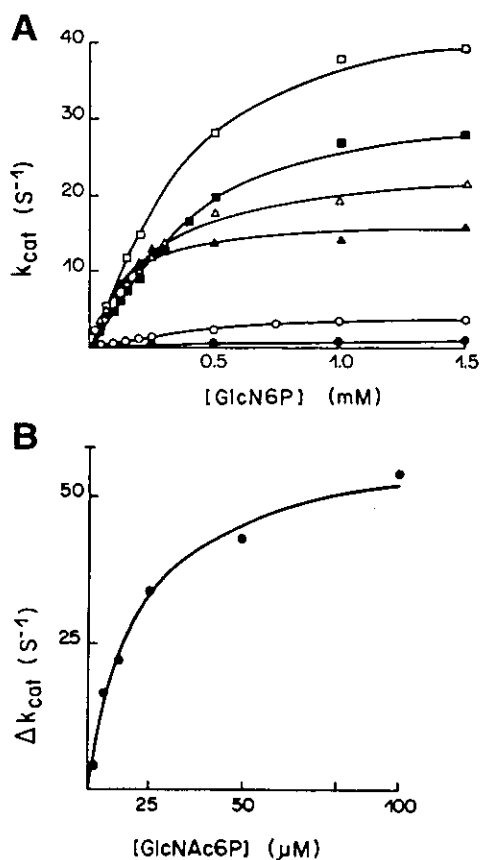 A
40
30
20
10
k cat (S⁻¹)
0.5 1.0 1.5
[GlcN6P] (mM)
B
50
25
Δk cat (S⁻¹)
25 50 100
[GlcNAc6P] (μM)